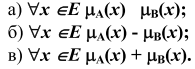 а) ∀x ∈E μA(x) μB(x);
б) ∀x ∈E μA(x) - μB(x);
в) ∀x ∈E μA(x) + μB(x).